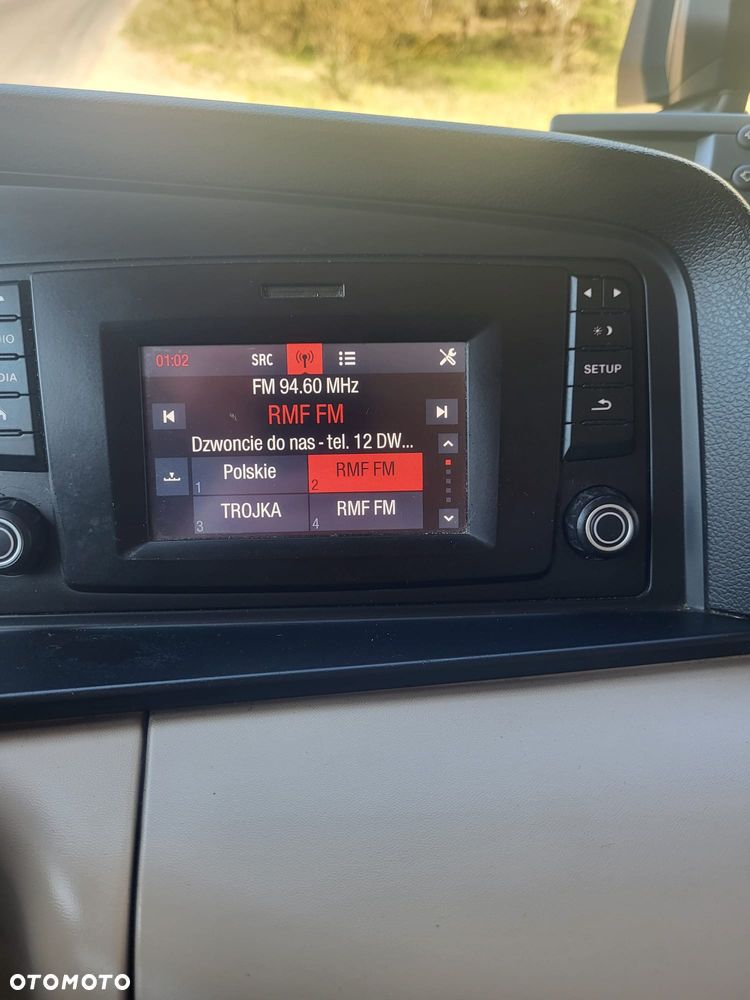 01:02 SRC
FM 94.60 MHz
RMF FM
Dzwoncie do nas - tel. 12 DW...
Polskie
1
RMF FM
2
TROJKA
3
RMF FM
4
SETUP
OTOMOTO